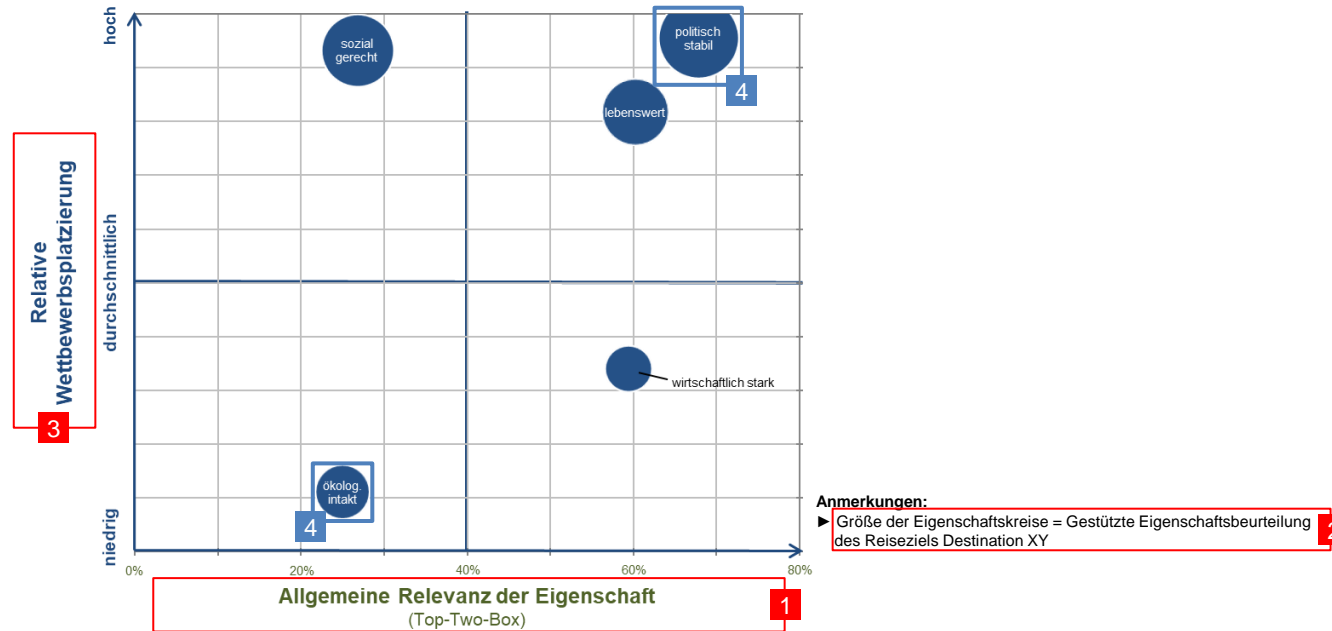 hoch
sozial
gerecht
politisch
stabil
4
lebenswert
Relative
Wettbewerbsplatzierung
durchschnittlich
3
wirtschaftlich stark
ökolog.
intakt
4
niedrig
0%
20%
40%
60%
80%
Allgemeine Relevanz der Eigenschaft
(Top-Two-Box)
1
Anmerkungen:
► Größe der Eigenschaftskreise = Gestützte Eigenschaftsbeurteilung
des Reiseziels Destination XY
2